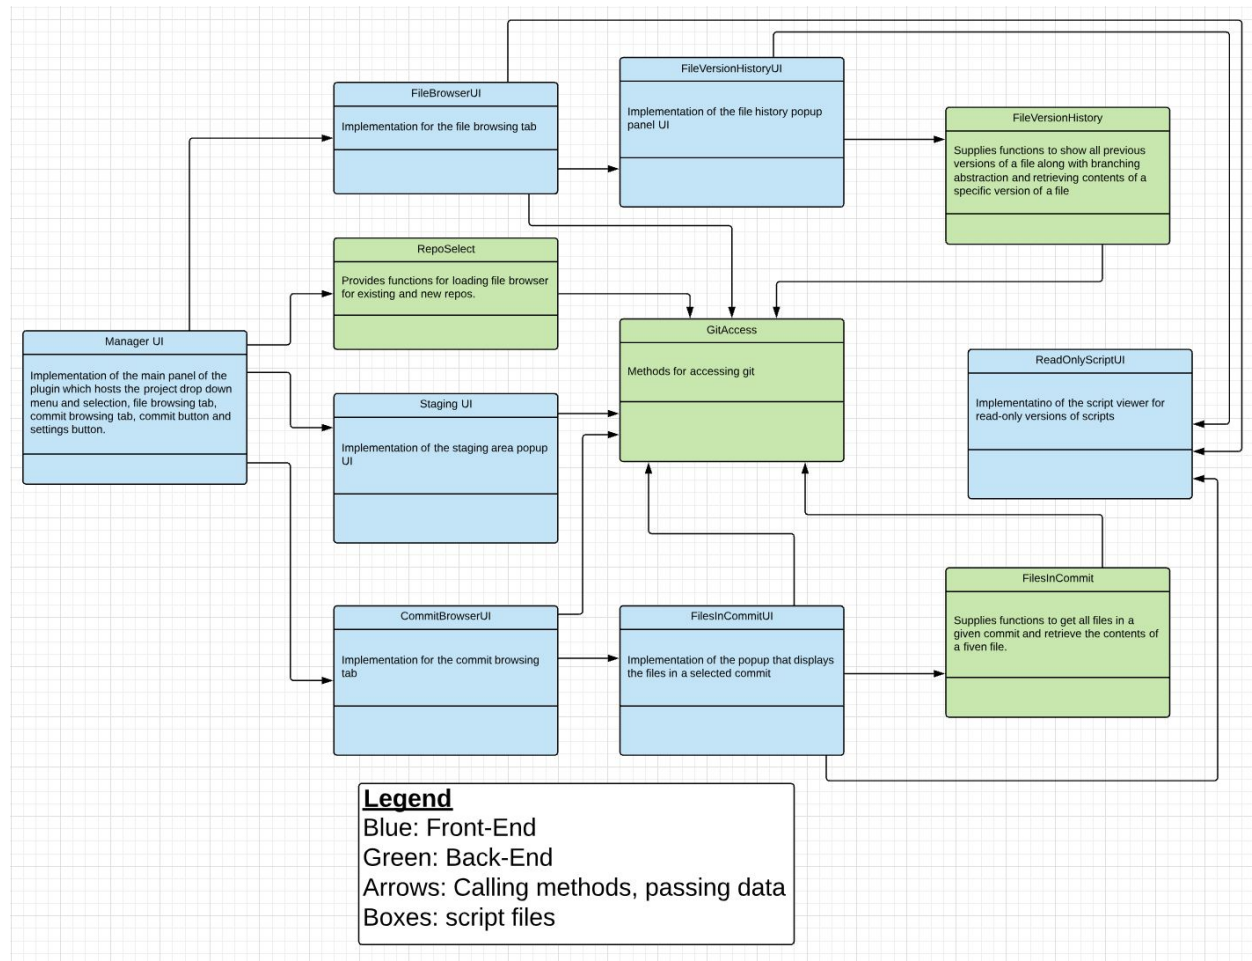 FileBrowserUI
Implementation for the file browsing tab
FileVersionHistoryUI
Implementation of the file history popup
panel UI
FileVersionHistory
Supplies functions to show all previous
versions of a file along with branching
abstraction and retrieving contents of a
specific version of a file
RepoSelect
Provides functions for loading file browser
for existing and new repos.
Manager UI
Implementation of the main panel of the
plugin which hosts the project drop down
menu and selection, file browsing tab,
commit browsing tab, commit button and
settings button.
GitAccess
Methods for accessing git
ReadOnlyScriptUI
Implementatino of the script viewer for
read-only versions of scripts
Staging UI
Implementation of the staging area popup
UI
CommitBrowserUI
Implementation for the commit browsing
tab
FilesInCommitUI
Implementation of the popup that displays
the files in a selected commit
FilesInCommit
Supplies functions to get all files in a
given commit and retrieve the contents of
a fiven file.
Legend
Blue: Front-End
Green: Back-End
Arrows: Calling methods, passing data
Boxes: script files